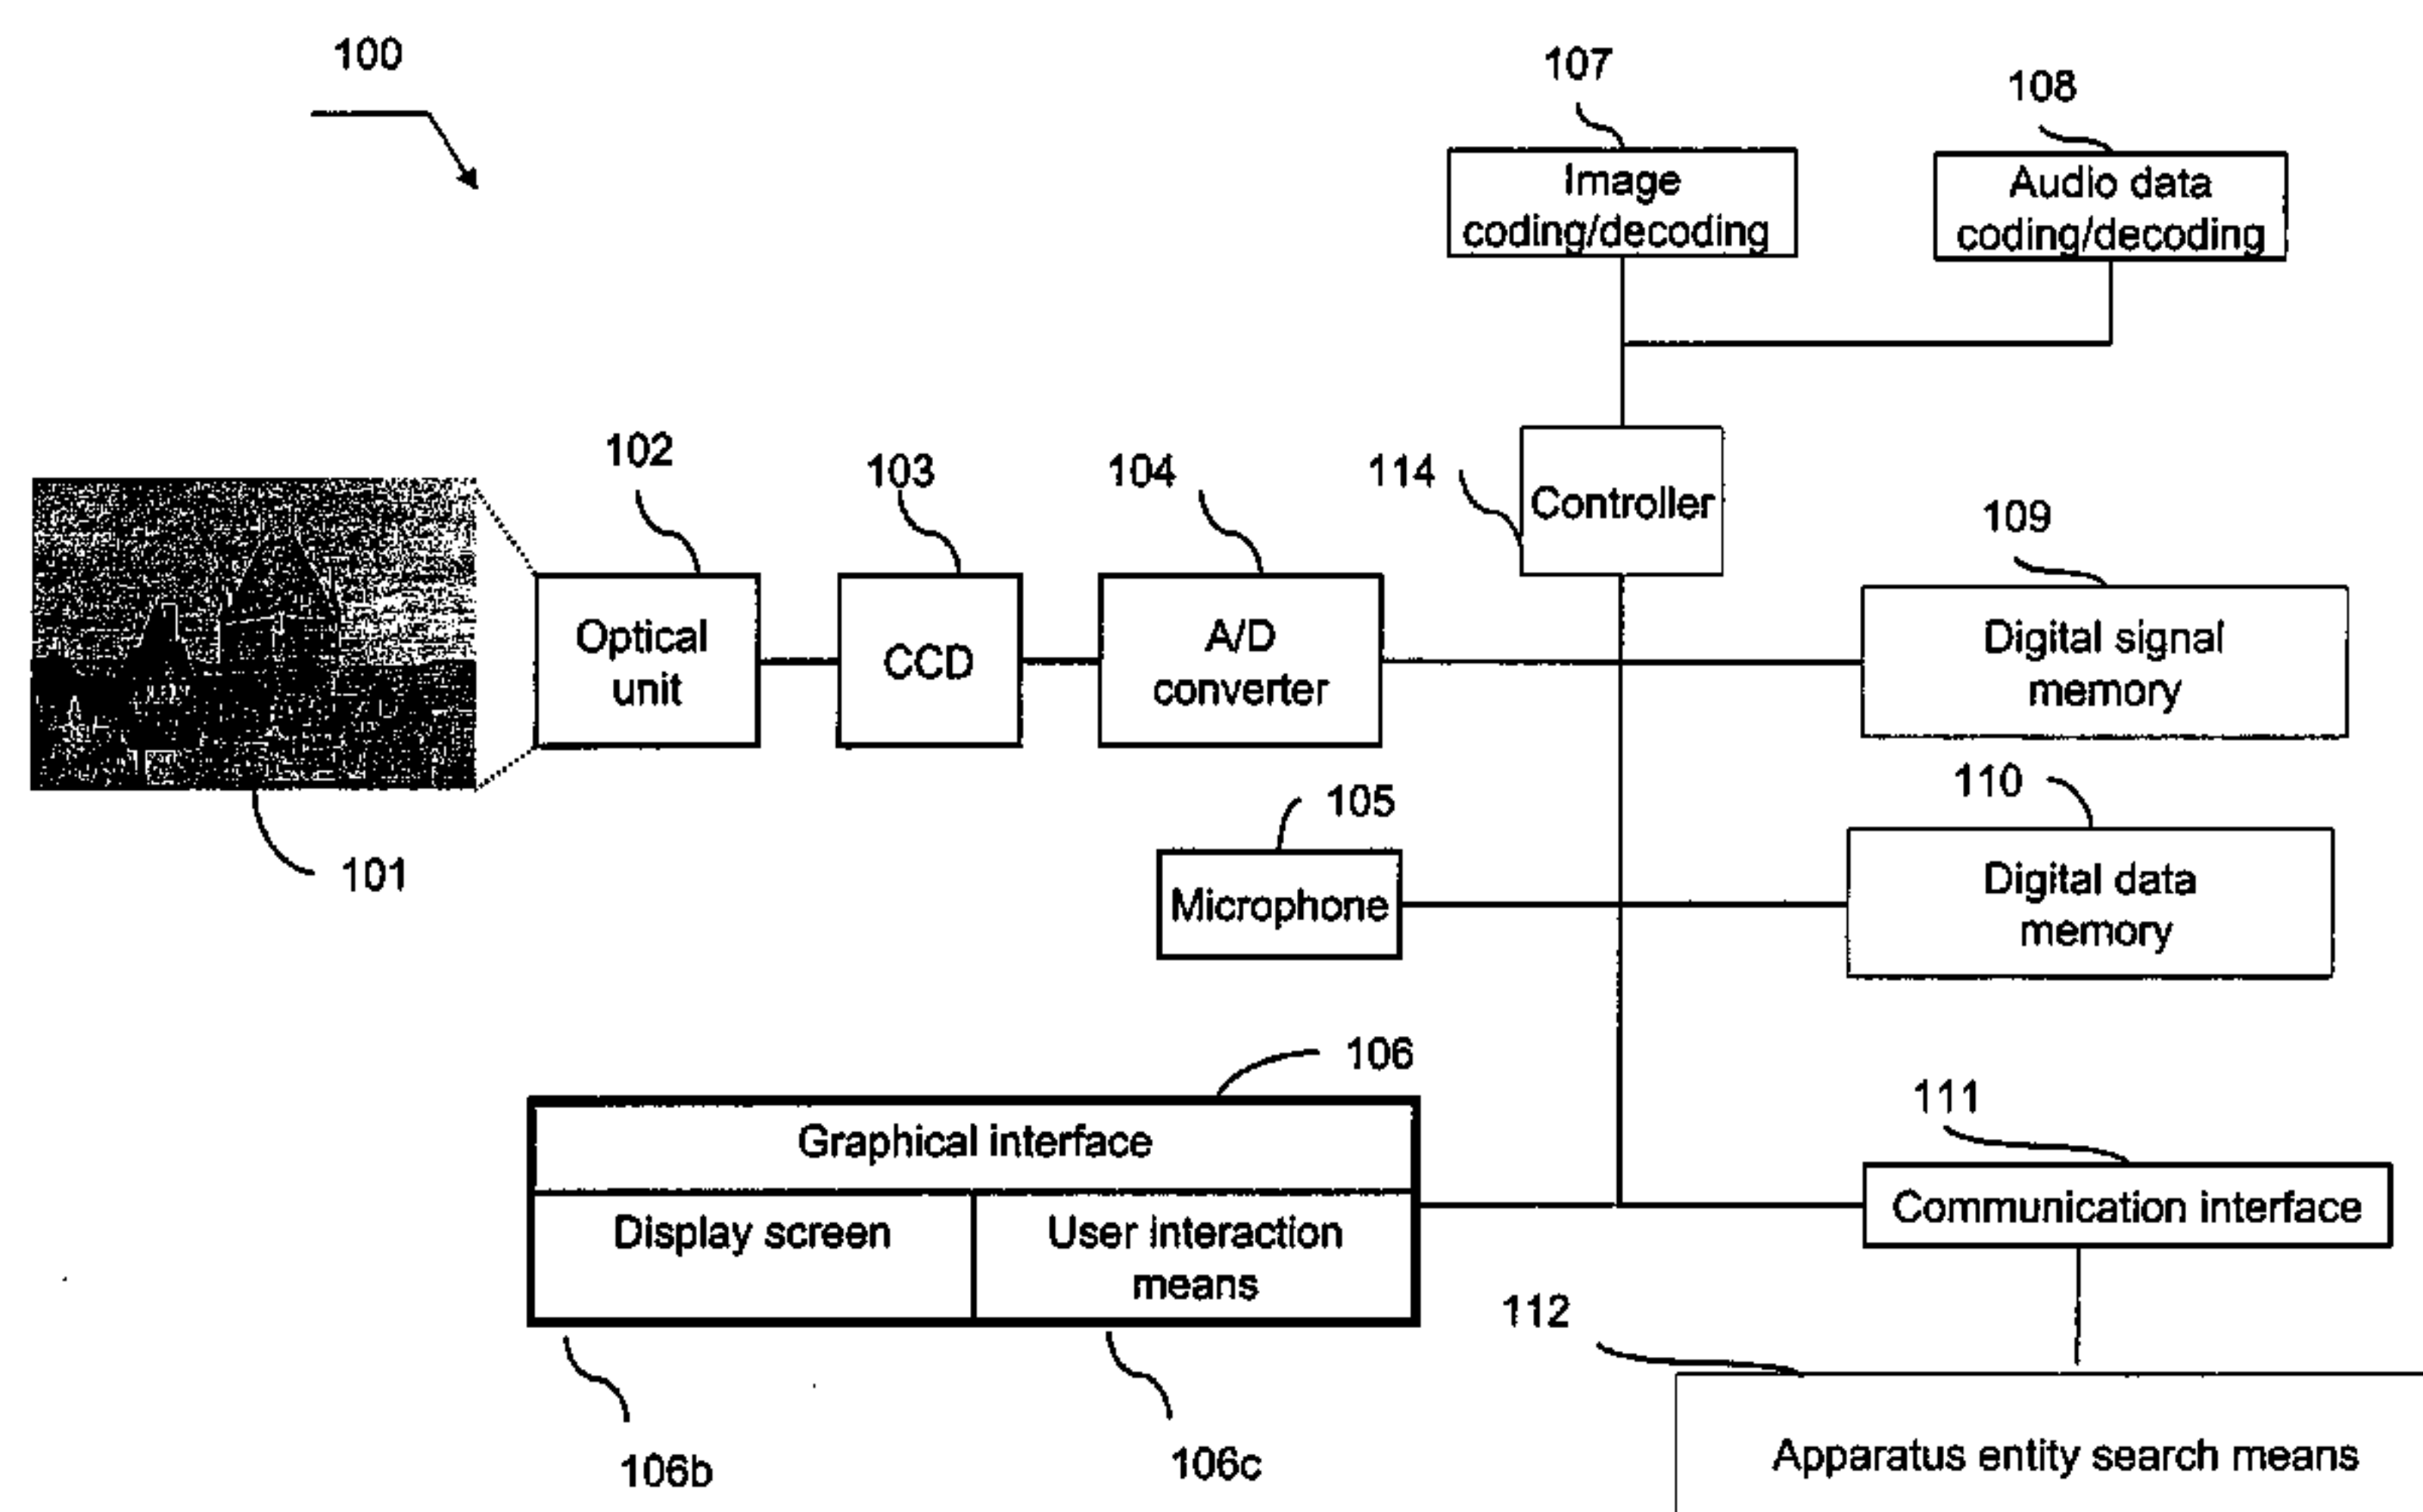 100
107
108
Image
coding/decoding
Audio data
coding/decoding
102
103
104
114
Controller
109
Optical
unit
CCD
A/D
converter
Digital signal
memory
101
105
110
Microphone
Digital data
memory
106
111
Graphical interface
Display screen
User interaction
means
Communication interface
112
106b
106c
Apparatus entity search means